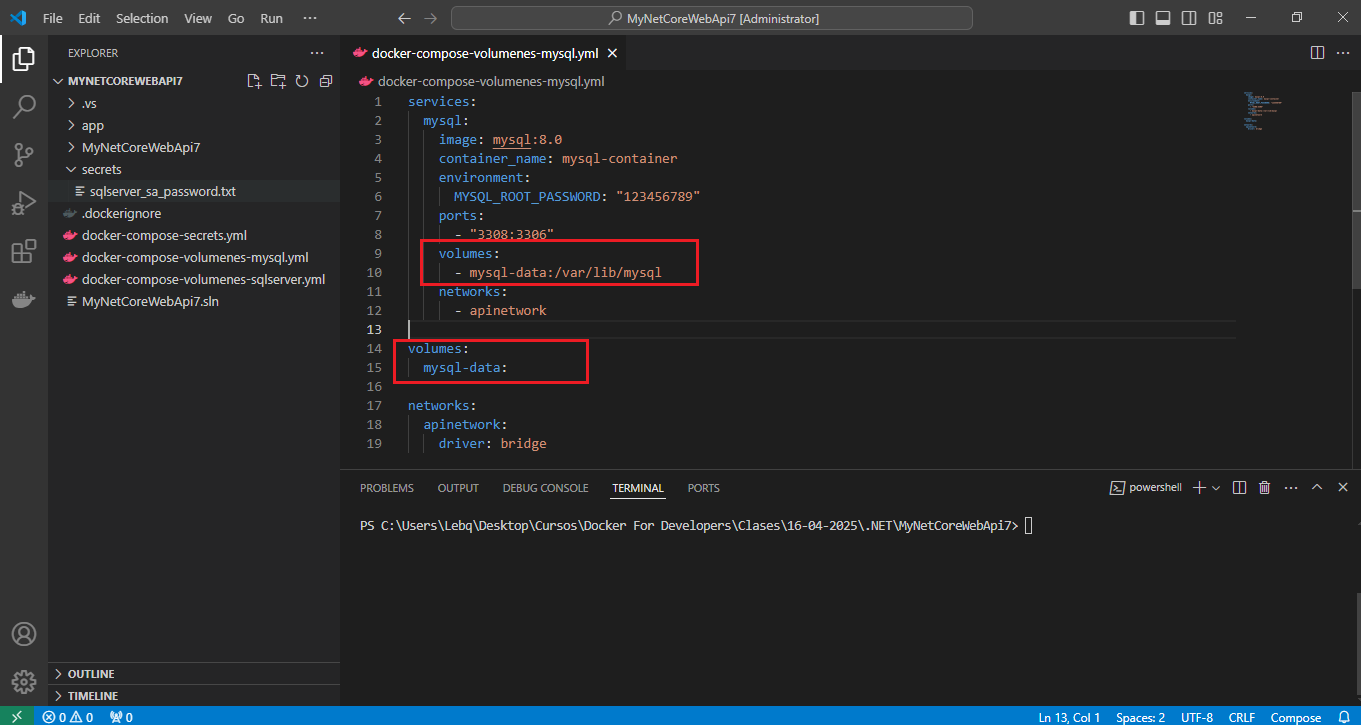 File Edit Selection View Go Run ···
MyNetCoreWebApi7 [Administrator]
EXPLORER ···
MYNETCOREWEBAPI7
.vs
app
MyNetCoreWebApi7
secrets
sqlserver_sa_password.txt
.dockerignore
docker-compose-secrets.yml
docker-compose-volumenes-mysql.yml
docker-compose-volumenes-sqlserver.yml
MyNetCoreWebApi7.sln
OUTLINE
TIMELINE
docker-compose-volumenes-mysql.yml
docker-compose-volumenes-mysql.yml
1 services:
2 mysql:
3 image: mysql:8.0
4 container_name: mysql-container
5 environment:
6 MYSQL_ROOT_PASSWORD: "123456789"
7 ports:
8 - "3308:3306"
9 volumes:
10 - mysql-data:/var/lib/mysql
11 networks:
12 - apinetwork
13
14 volumes:
15 mysql-data:
16
17 networks:
18 apinetwork:
19 driver: bridge
PROBLEMS OUTPUT DEBUG CONSOLE TERMINAL PORTS
powershell
PS C:\Users\Lebq\Desktop\Cursos\Docker For Developers\Clases\16-04-2025\.NET\MyNetCoreWebApi7>
0 0 0
Ln 13, Col 1 Spaces: 2 UTF-8 CRLF Compose